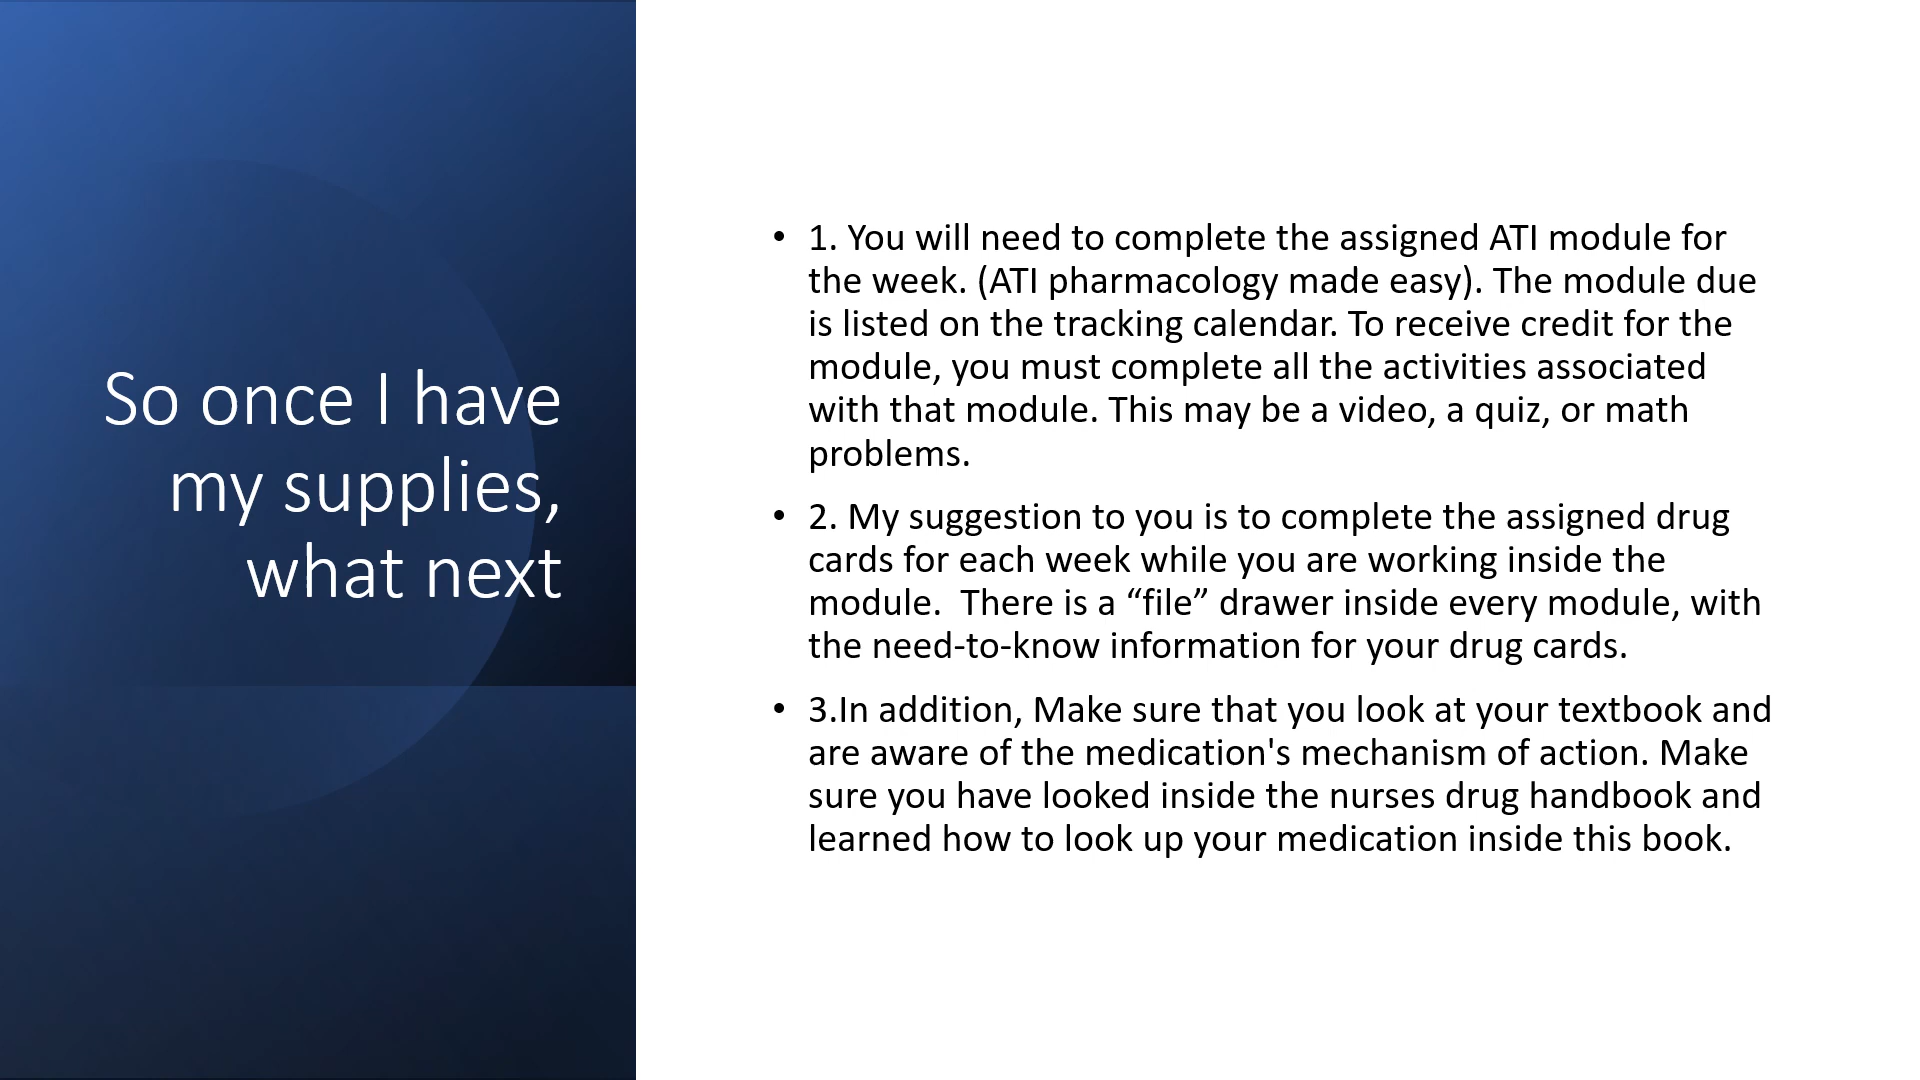 So once I have
my supplies,
what next
• 1. You will need to complete the assigned ATI module for
the week. (ATI pharmacology made easy). The module due
is listed on the tracking calendar. To receive credit for the
module, you must complete all the activities associated
with that module. This may be a video, a quiz, or math
problems.
• 2. My suggestion to you is to complete the assigned drug
cards for each week while you are working inside the
module.  There is a “file” drawer inside every module, with
the need-to-know information for your drug cards.
• 3.In addition, Make sure that you look at your textbook and
are aware of the medication's mechanism of action. Make
sure you have looked inside the nurses drug handbook and
learned how to look up your medication inside this book.